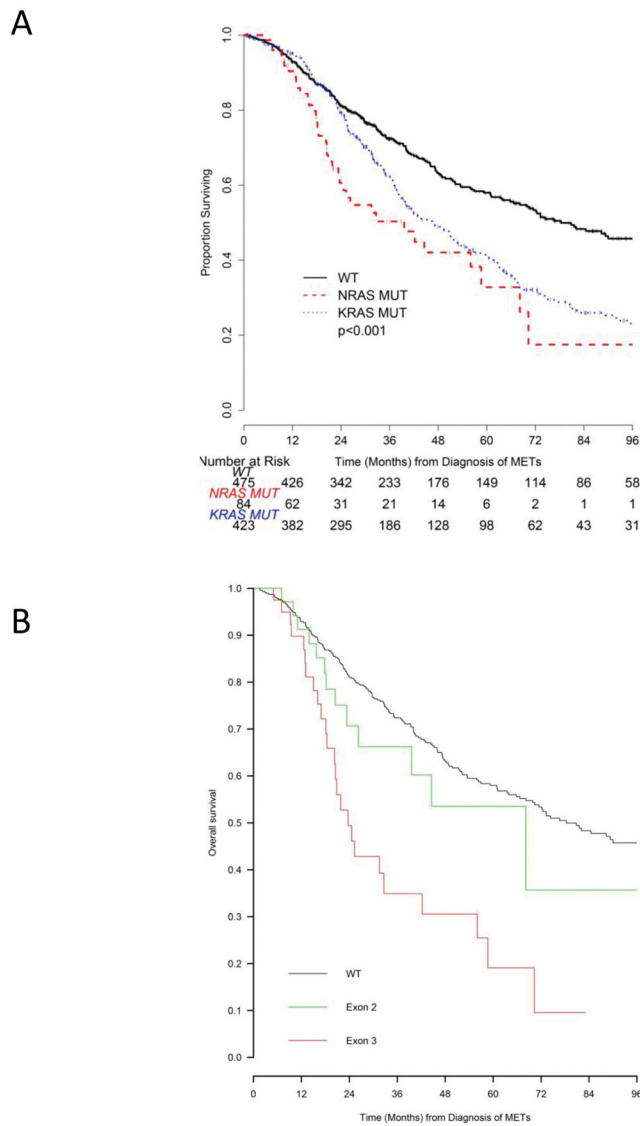 A
1.0
0.8
0.6
0.4
0.2
0.0
Proportion Surviving
WT
NRAS MUT
KRAS MUT
p<0.001
0 12 24 36 48 60 72 84 96
Number at Risk Time (Months) from Diagnosis of METs
WT
475 426 342 233 176 149 114 86 58
NRAS MUT
84 62 31 21 14 6 2 1 1
KRAS MUT
423 382 295 186 128 98 62 43 31
B
1.0
0.9
0.8
0.7
0.6
0.5
0.4
0.3
0.2
0.1
0.0
Overall survival
WT
Exon 2
Exon 3
0 12 24 36 48 60 72 84 96
Time (Months) from Diagnosis of METs